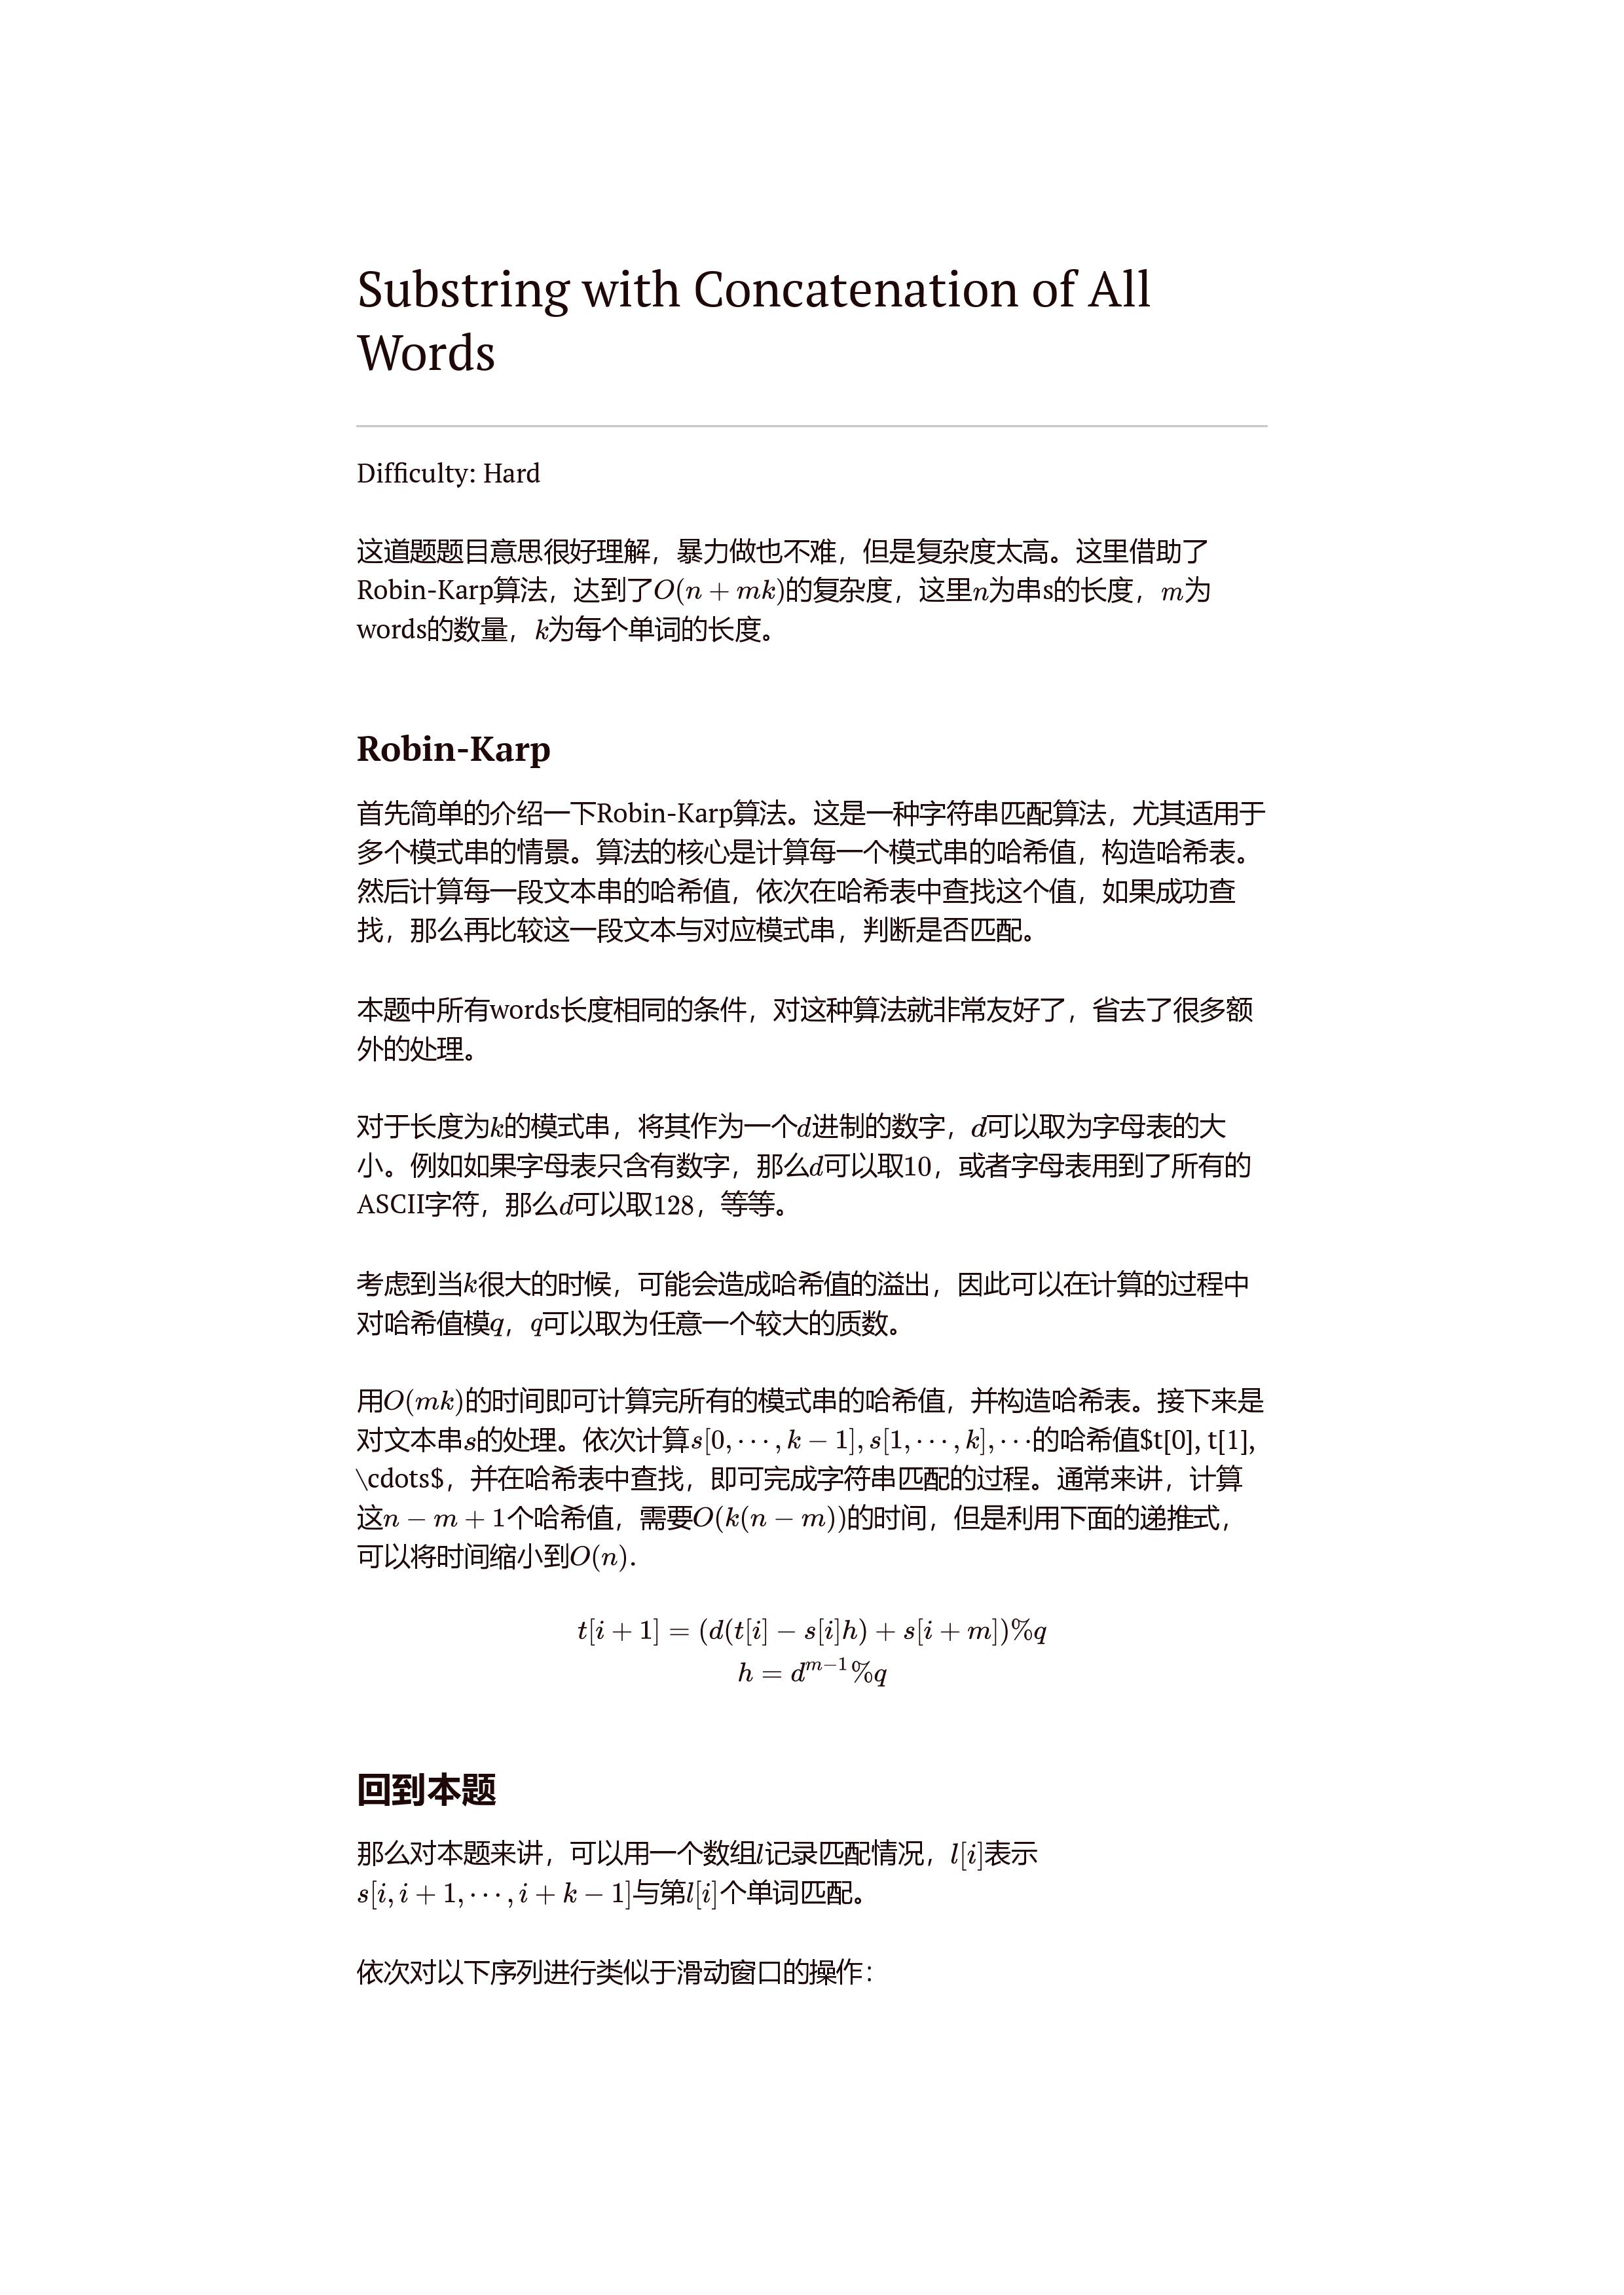 Substring with Concatenation of All
Words
Difficulty: Hard
这道题题目意思很好理解，暴力做也不难，但是复杂度太高。这里借助了
Robin-Karp算法，达到了O(n + mk)的复杂度，这里n为串s的长度，m为
words的数量，k为每个单词的长度。
Robin-Karp
首先简单的介绍一下Robin-Karp算法。这是一种字符串匹配算法，尤其适用于
多个模式串的情景。算法的核心是计算每一个模式串的哈希值，构造哈希表。
然后计算每一段文本串的哈希值，依次在哈希表中查找这个值，如果成功查
找，那么再比较这一段文本与对应模式串，判断是否匹配。
本题中所有words长度相同的条件，对这种算法就非常友好了，省去了很多额
外的处理。
对于长度为k的模式串，将其作为一个d进制的数字，d可以取为字母表的大
小。例如如果字母表只含有数字，那么d可以取10，或者字母表用到了所有的
ASCII字符，那么d可以取128，等等。
考虑到当k很大的时候，可能会造成哈希值的溢出，因此可以在计算的过程中
对哈希值模q，q可以取为任意一个较大的质数。
用O(mk)的时间即可计算完所有的模式串的哈希值，并构造哈希表。接下来是
对文本串s的处理。依次计算s[0, ⋯ , k − 1], s[1, ⋯ , k], ⋯的哈希值$t[0], t[1],
\cdots$，并在哈希表中查找，即可完成字符串匹配的过程。通常来讲，计算
这n − m + 1个哈希值，需要O(k(n − m))的时间，但是利用下面的递推式，
可以将时间缩小到O(n).
t[i + 1] = (d(t[i] − s[i]h) + s[i + m])%q
h = d^{m−1}%q
回到本题
那么对本题来讲，可以用一个数组l记录匹配情况，l[i]表示
s[i, i + 1, ⋯ , i + k − 1]与第l[i]个单词匹配。
依次对以下序列进行类似于滑动窗口的操作：